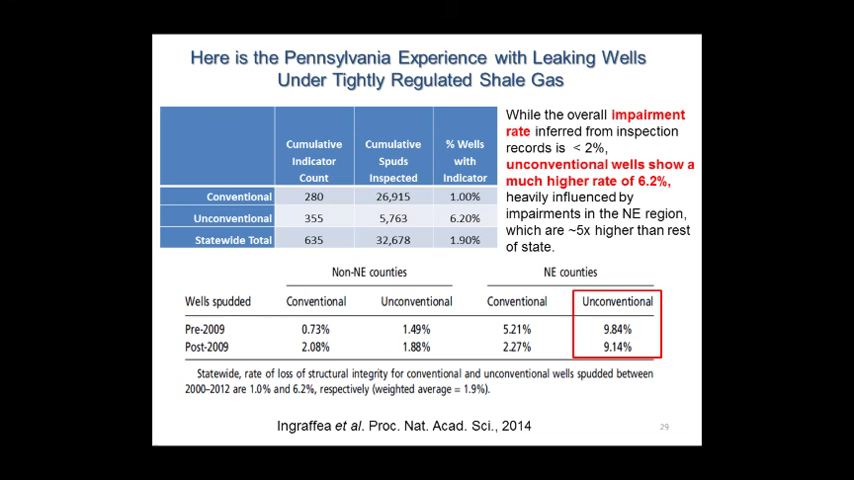 Here is the Pennsylvania Experience with Leaking Wells
Under Tightly Regulated Shale Gas
Cumulative Indicator Count
Cumulative Spuds Inspected
% Wells with Indicator
Conventional 280 26,915 1.00%
Unconventional 355 5,763 6.20%
Statewide Total 635 32,678 1.90%
While the overall impairment
rate inferred from inspection
records is < 2%,
unconventional wells show a
much higher rate of 6.2%,
heavily influenced by
impairments in the NE region,
which are ~5x higher than rest
of state.
Non-NE counties NE counties
Wells spudded Conventional Unconventional Conventional Unconventional
Pre-2009 0.73% 1.49% 5.21% 9.84%
Post-2009 2.08% 1.88% 2.27% 9.14%
Statewide, rate of loss of structural integrity for conventional and unconventional wells spudded between
2000–2012 are 1.0% and 6.2%, respectively (weighted average = 1.9%).
Ingraffea et al. Proc. Nat. Acad. Sci., 2014
29